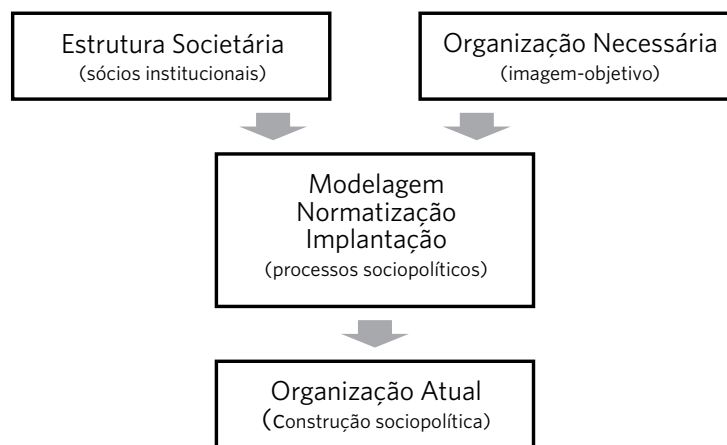 Estrutura Societária
(sócios institucionais)
Organização Necessária
(imagem-objetivo)
Modelagem
Normatização
Implantação
(processos sociopolíticos)
Organização Atual
(Construção sociopolítica)